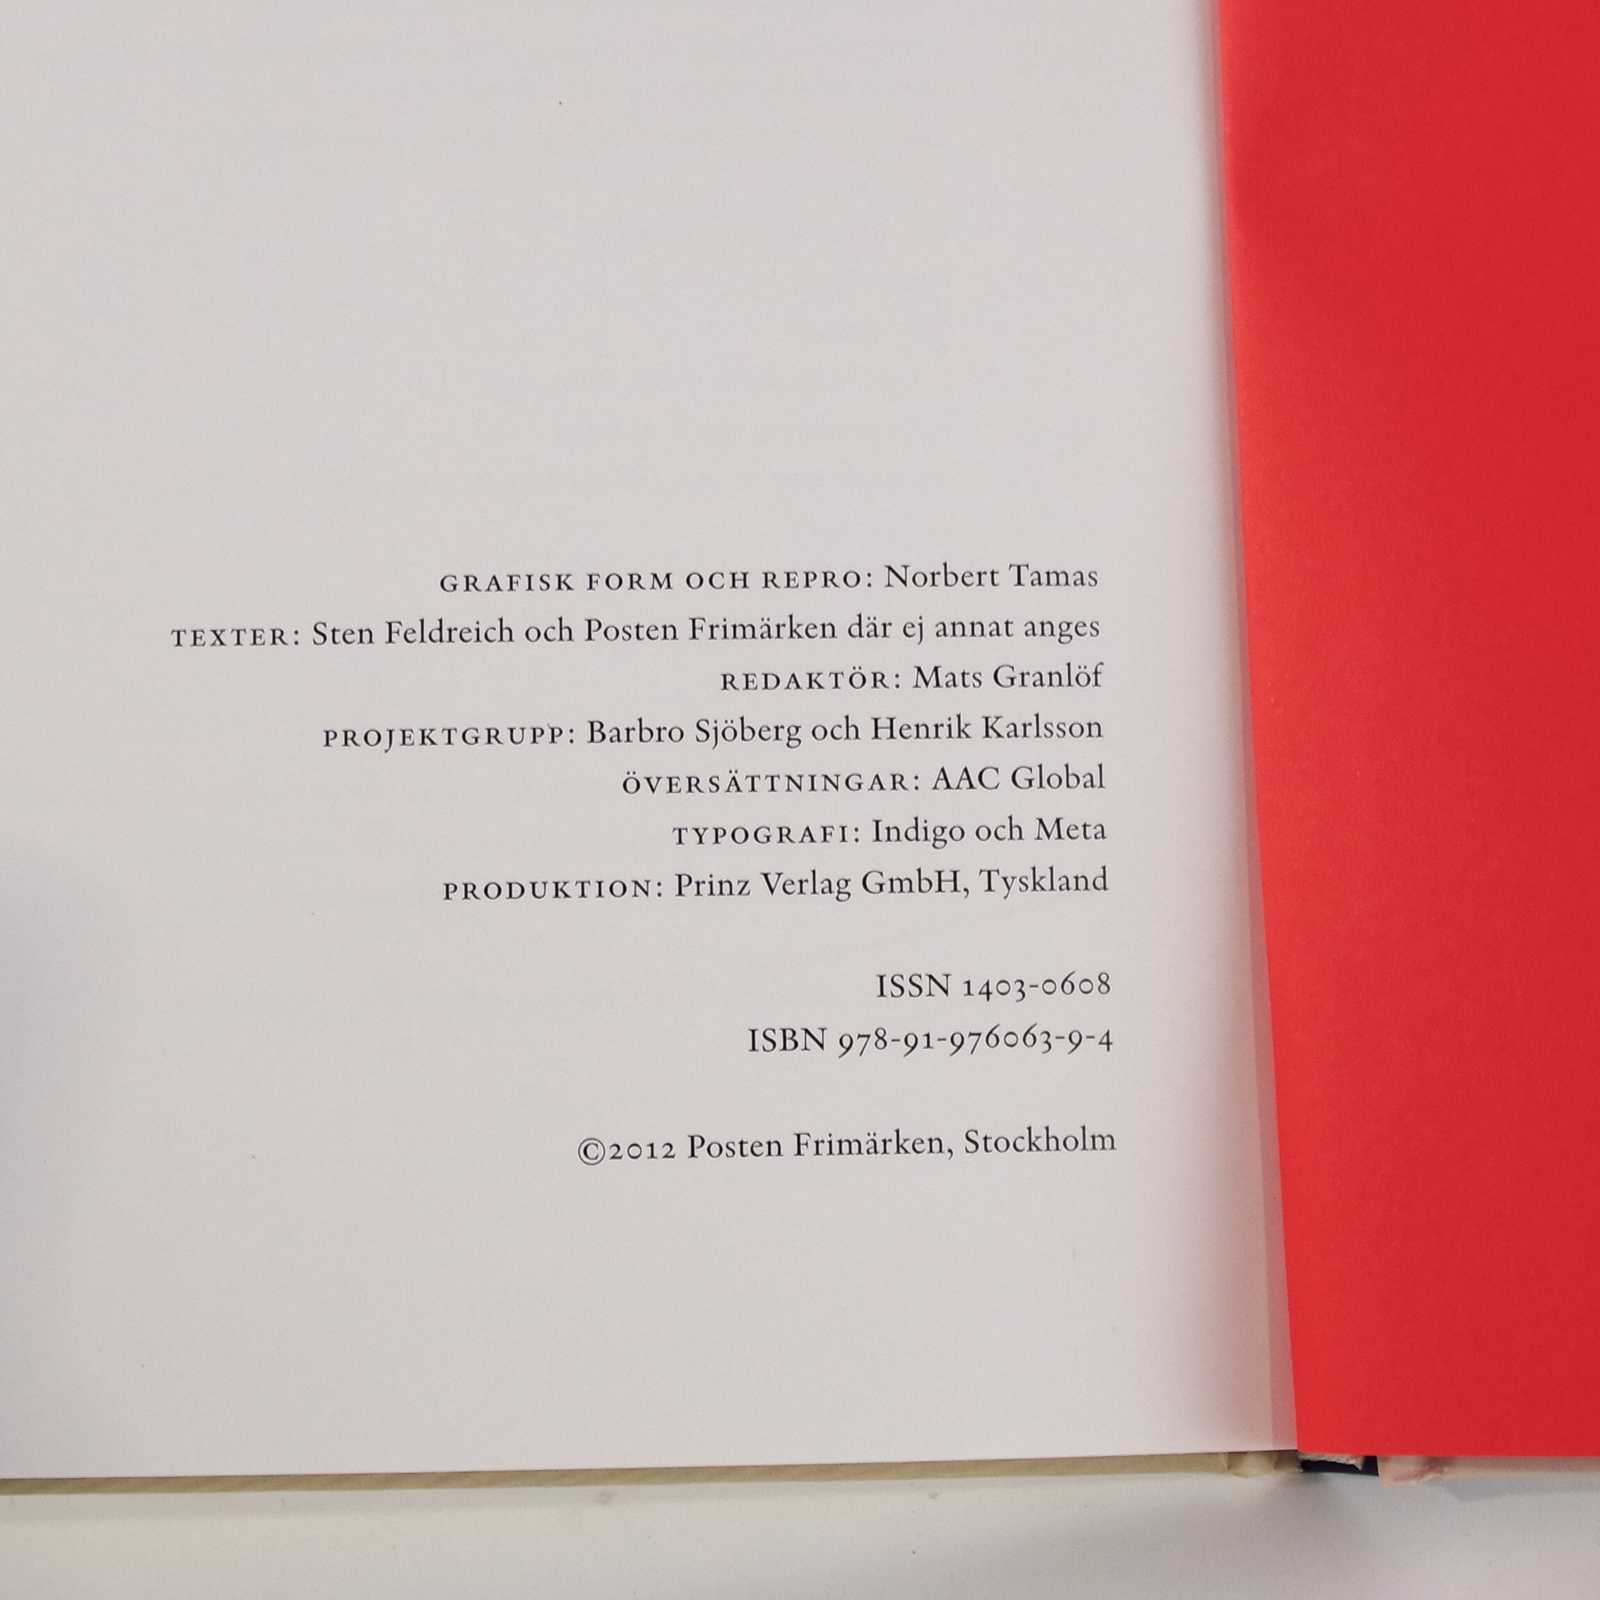 GRAFISK FORM OCH REPRO: Norbert Tamas
TEXTER: Sten Feldreich och Posten Frimärken där ej annat anges
REDAKTÖR: Mats Granlöf
PROJEKTGRUPP: Barbro Sjöberg och Henrik Karlsson
ÖVERSÄTTNINGAR: AAC Global
TYPOGRAFI: Indigo och Meta
PRODUKTION: Prinz Verlag GmbH, Tyskland
ISSN 1403-0608
ISBN 978-91-976063-9-4
©2012 Posten Frimärken, Stockholm